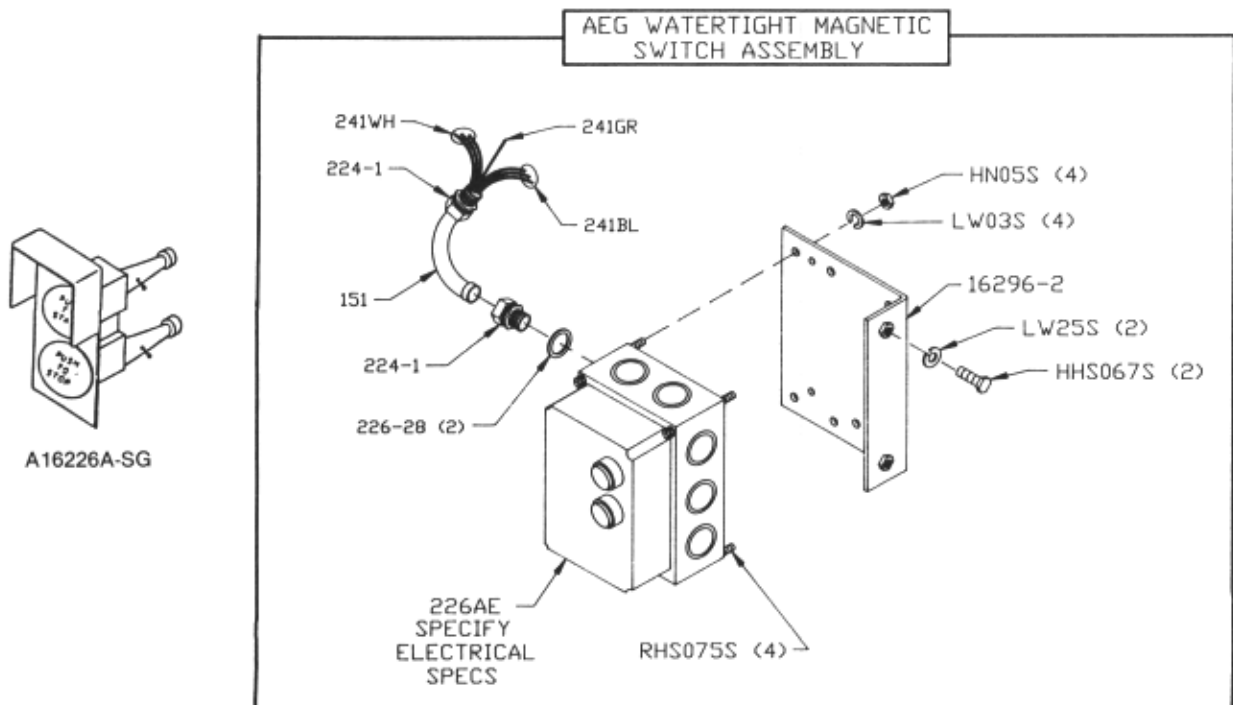 AEG WATERTIGHT MAGNETIC
SWITCH ASSEMBLY
241WH
241GR
224-1
241BL
151
224-1
226-28 (2)
HN05S (4)
LW03S (4)
16296-2
LW25S (2)
HHS067S (2)
PUSH
TO
STOP
A16226A-SG
226AE
SPECIFY
ELECTRICAL
SPECS
RHS075S (4)